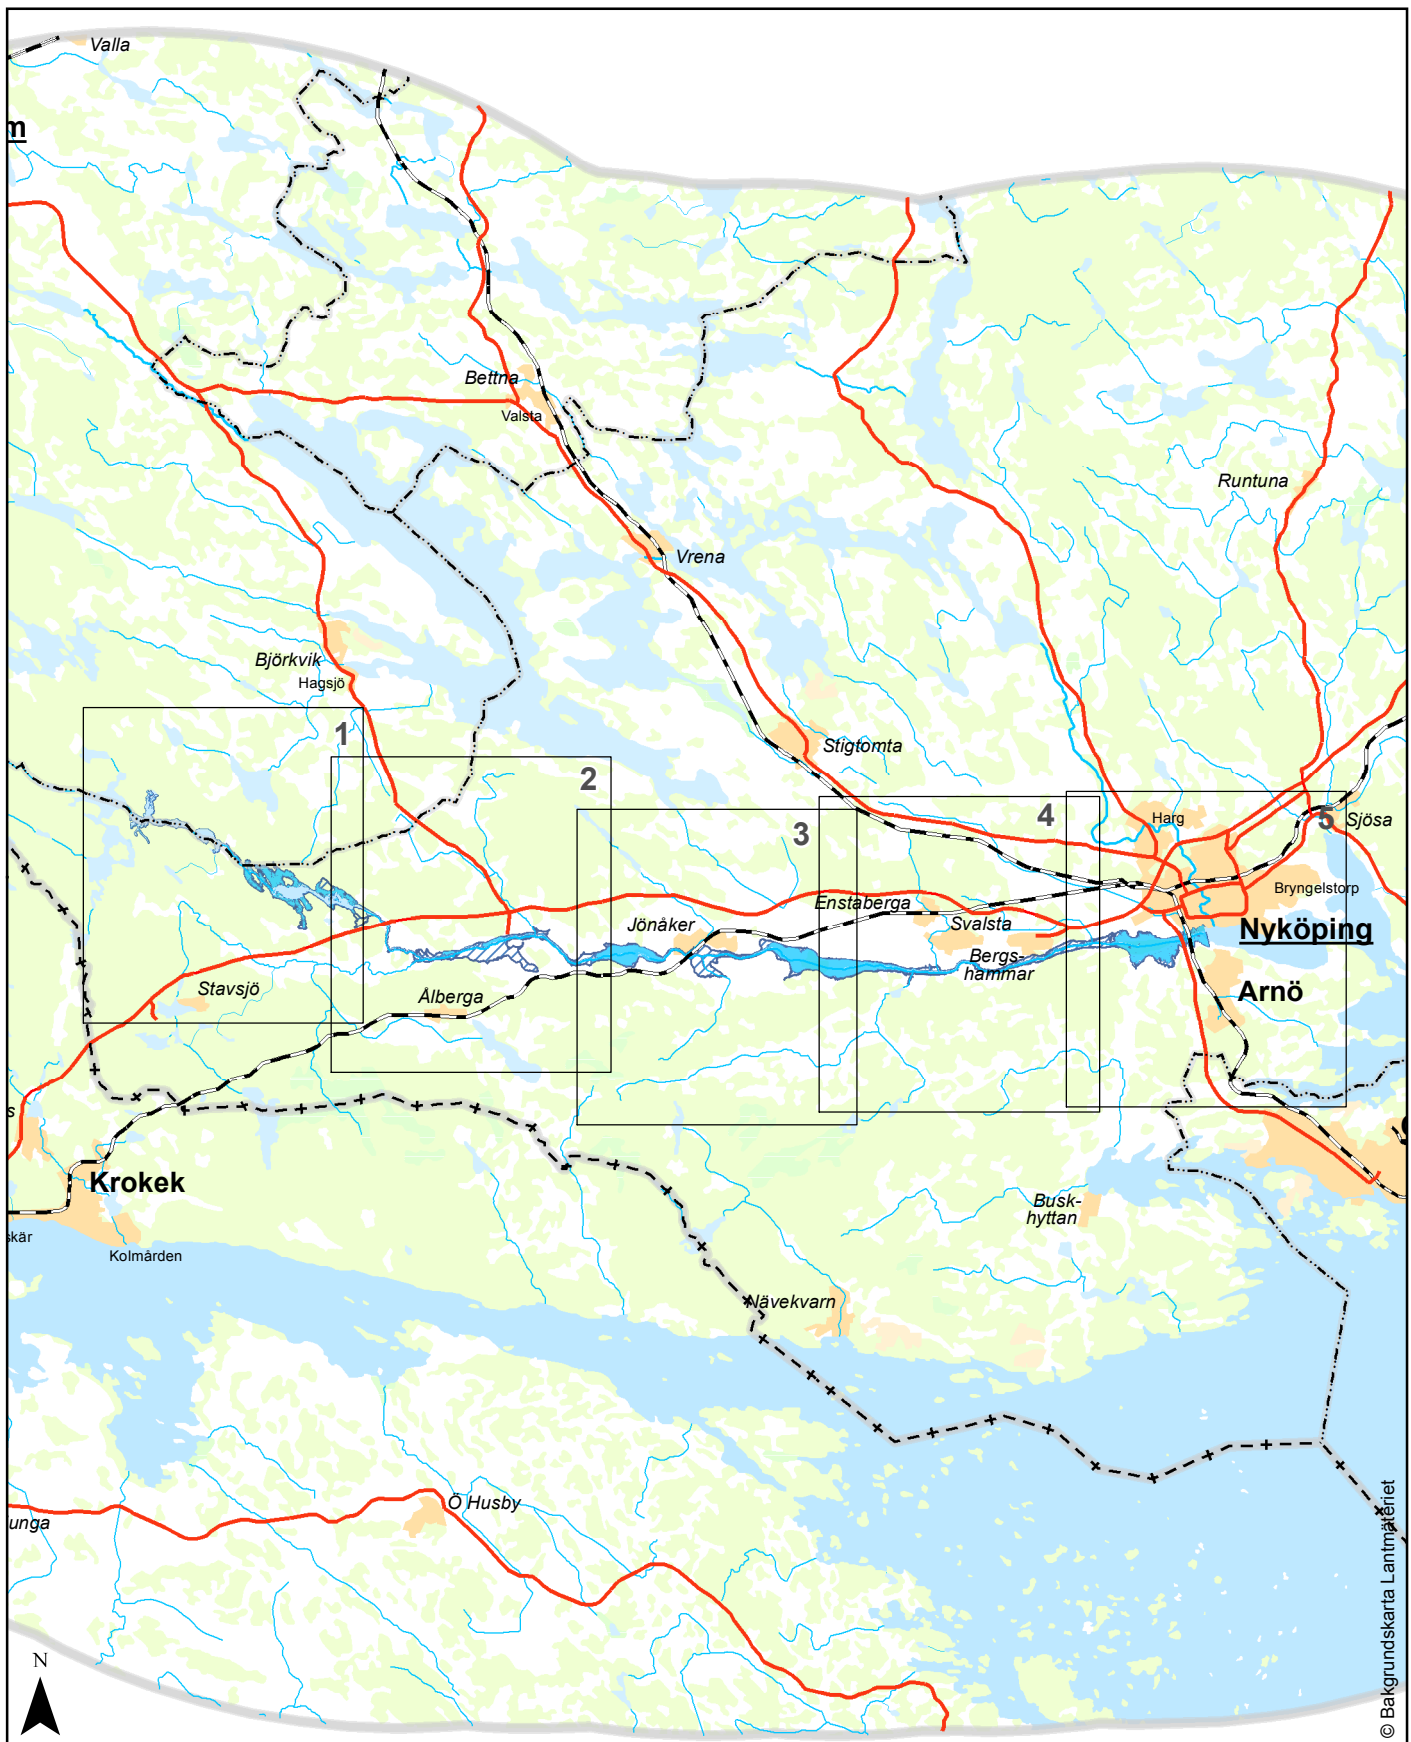 Valla
m
Bettna
Valsta
Runtuna
Vrena
Björkvik
Hagsjö
1
Stigtomta
2
3
4
5
Harg
Sjösa
Bryngelstorp
Enstaberga
Jönåker
Svalsta
Nyköping
Bergs-
hammar
Stavsjö
Ålberga
Arnö
s
Krokek
Busk-
hyttan
skär
Kolmården
Nävekvarn
Ö Husby
unga
N
© Bakgrundskarta Lantmäteriet